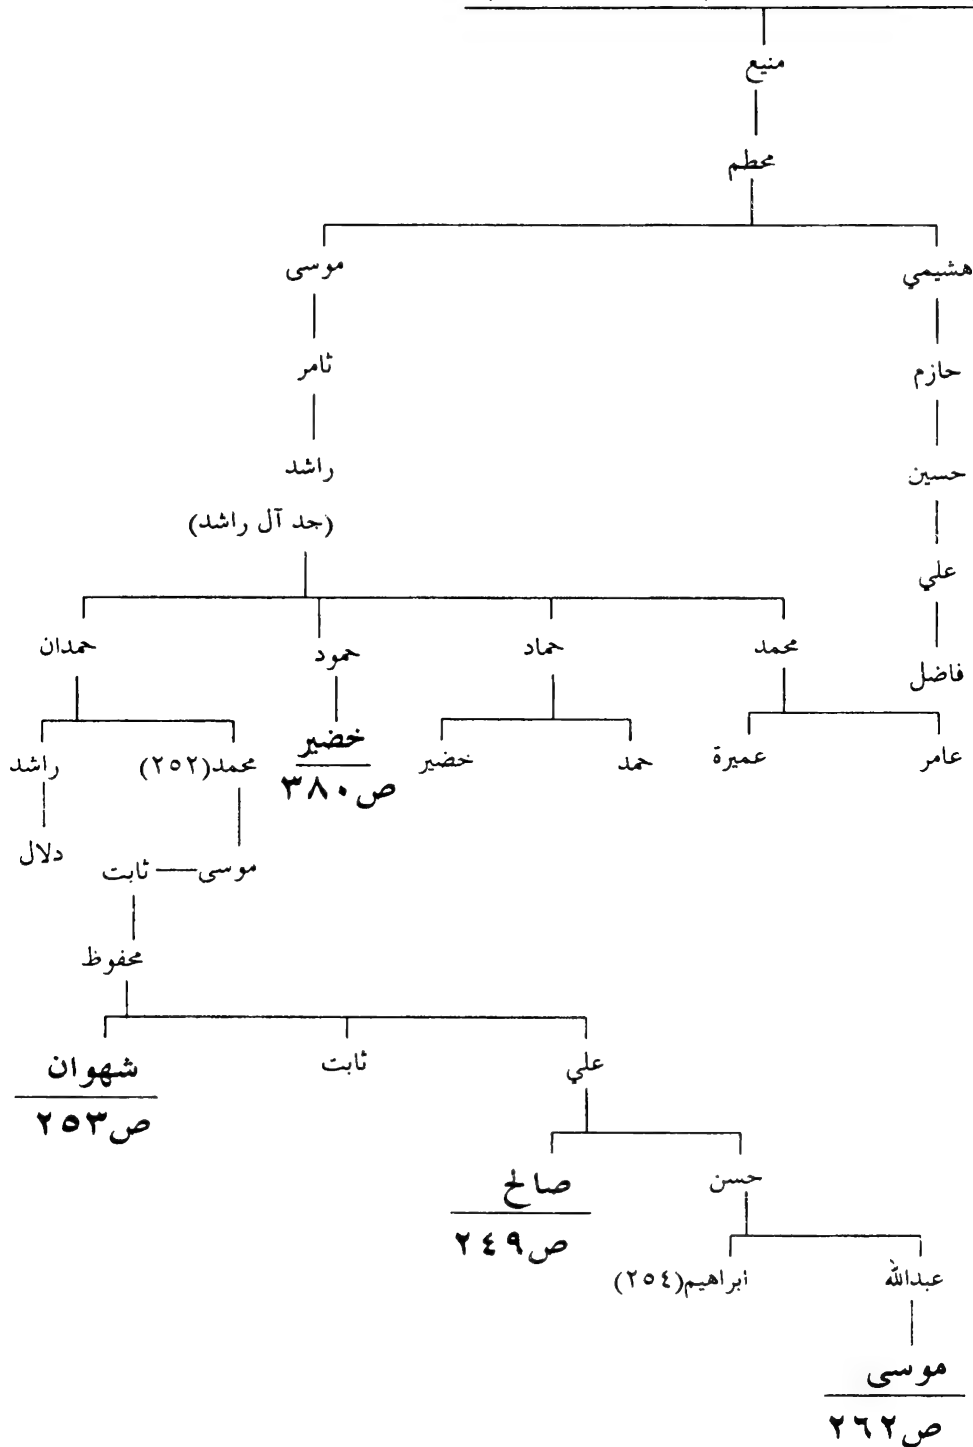 منيع
محطم
هشيمي موسى
حازم ثامر
حسين راشد
(جد آل راشد)
علي
محمد حماد حمود حمدان
فاضل
عامر عميرة حمد خضير خضير محمد(٢٥٢) راشد
ص٣٨٠
دلال
موسى ثابت
محفوظ
علي ثابت شهوان
ص٢٥٣
حسن صالح
ص٢٤٩
عبدالله ابراهيم(٢٥٤)
موسى
ص٢٦٢